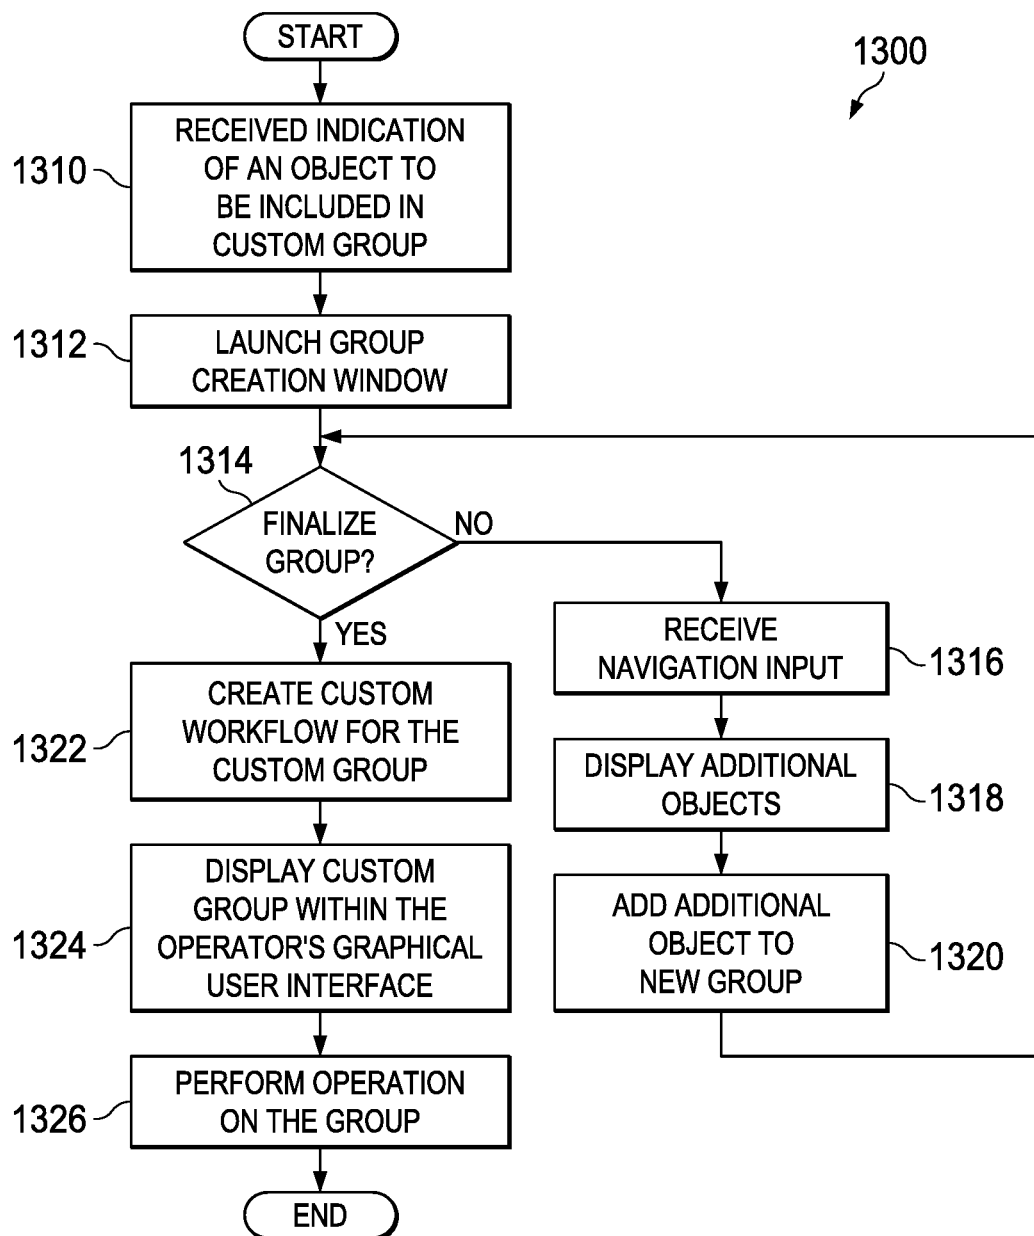 START
1300
1310
RECEIVED INDICATION
OF AN OBJECT TO
BE INCLUDED IN
CUSTOM GROUP
1312
LAUNCH GROUP
CREATION WINDOW
1314
FINALIZE
GROUP?
NO
YES
RECEIVE
NAVIGATION INPUT
1316
1322
CREATE CUSTOM
WORKFLOW FOR THE
CUSTOM GROUP
DISPLAY ADDITIONAL
OBJECTS
1318
1324
DISPLAY CUSTOM
GROUP WITHIN THE
OPERATOR'S GRAPHICAL
USER INTERFACE
ADD ADDITIONAL
OBJECT TO
NEW GROUP
1320
1326
PERFORM OPERATION
ON THE GROUP
END